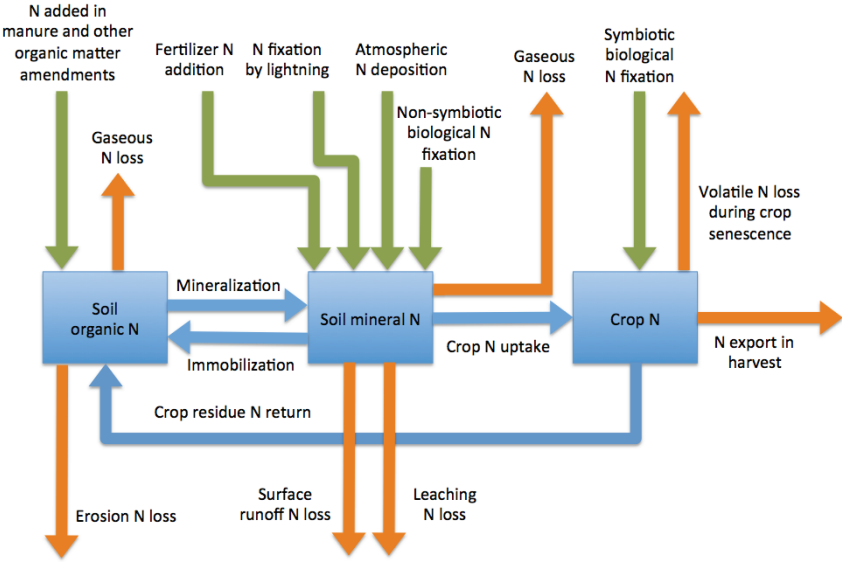 N added in
manure and other
organic matter
amendments
Fertilizer N
addition
N fixation
by lightning
Atmospheric
N deposition
Gaseous
N loss
Symbiotic
biological
N fixation
Non-symbiotic
biological N
fixation
Gaseous
N loss
Volatile N loss
during crop
senescence
Mineralization
Soil
organic N
Soil mineral N
Crop N
Immobilization
Crop N uptake
N export in
harvest
Crop residue N return
Erosion N loss
Surface
runoff N loss
Leaching
N loss